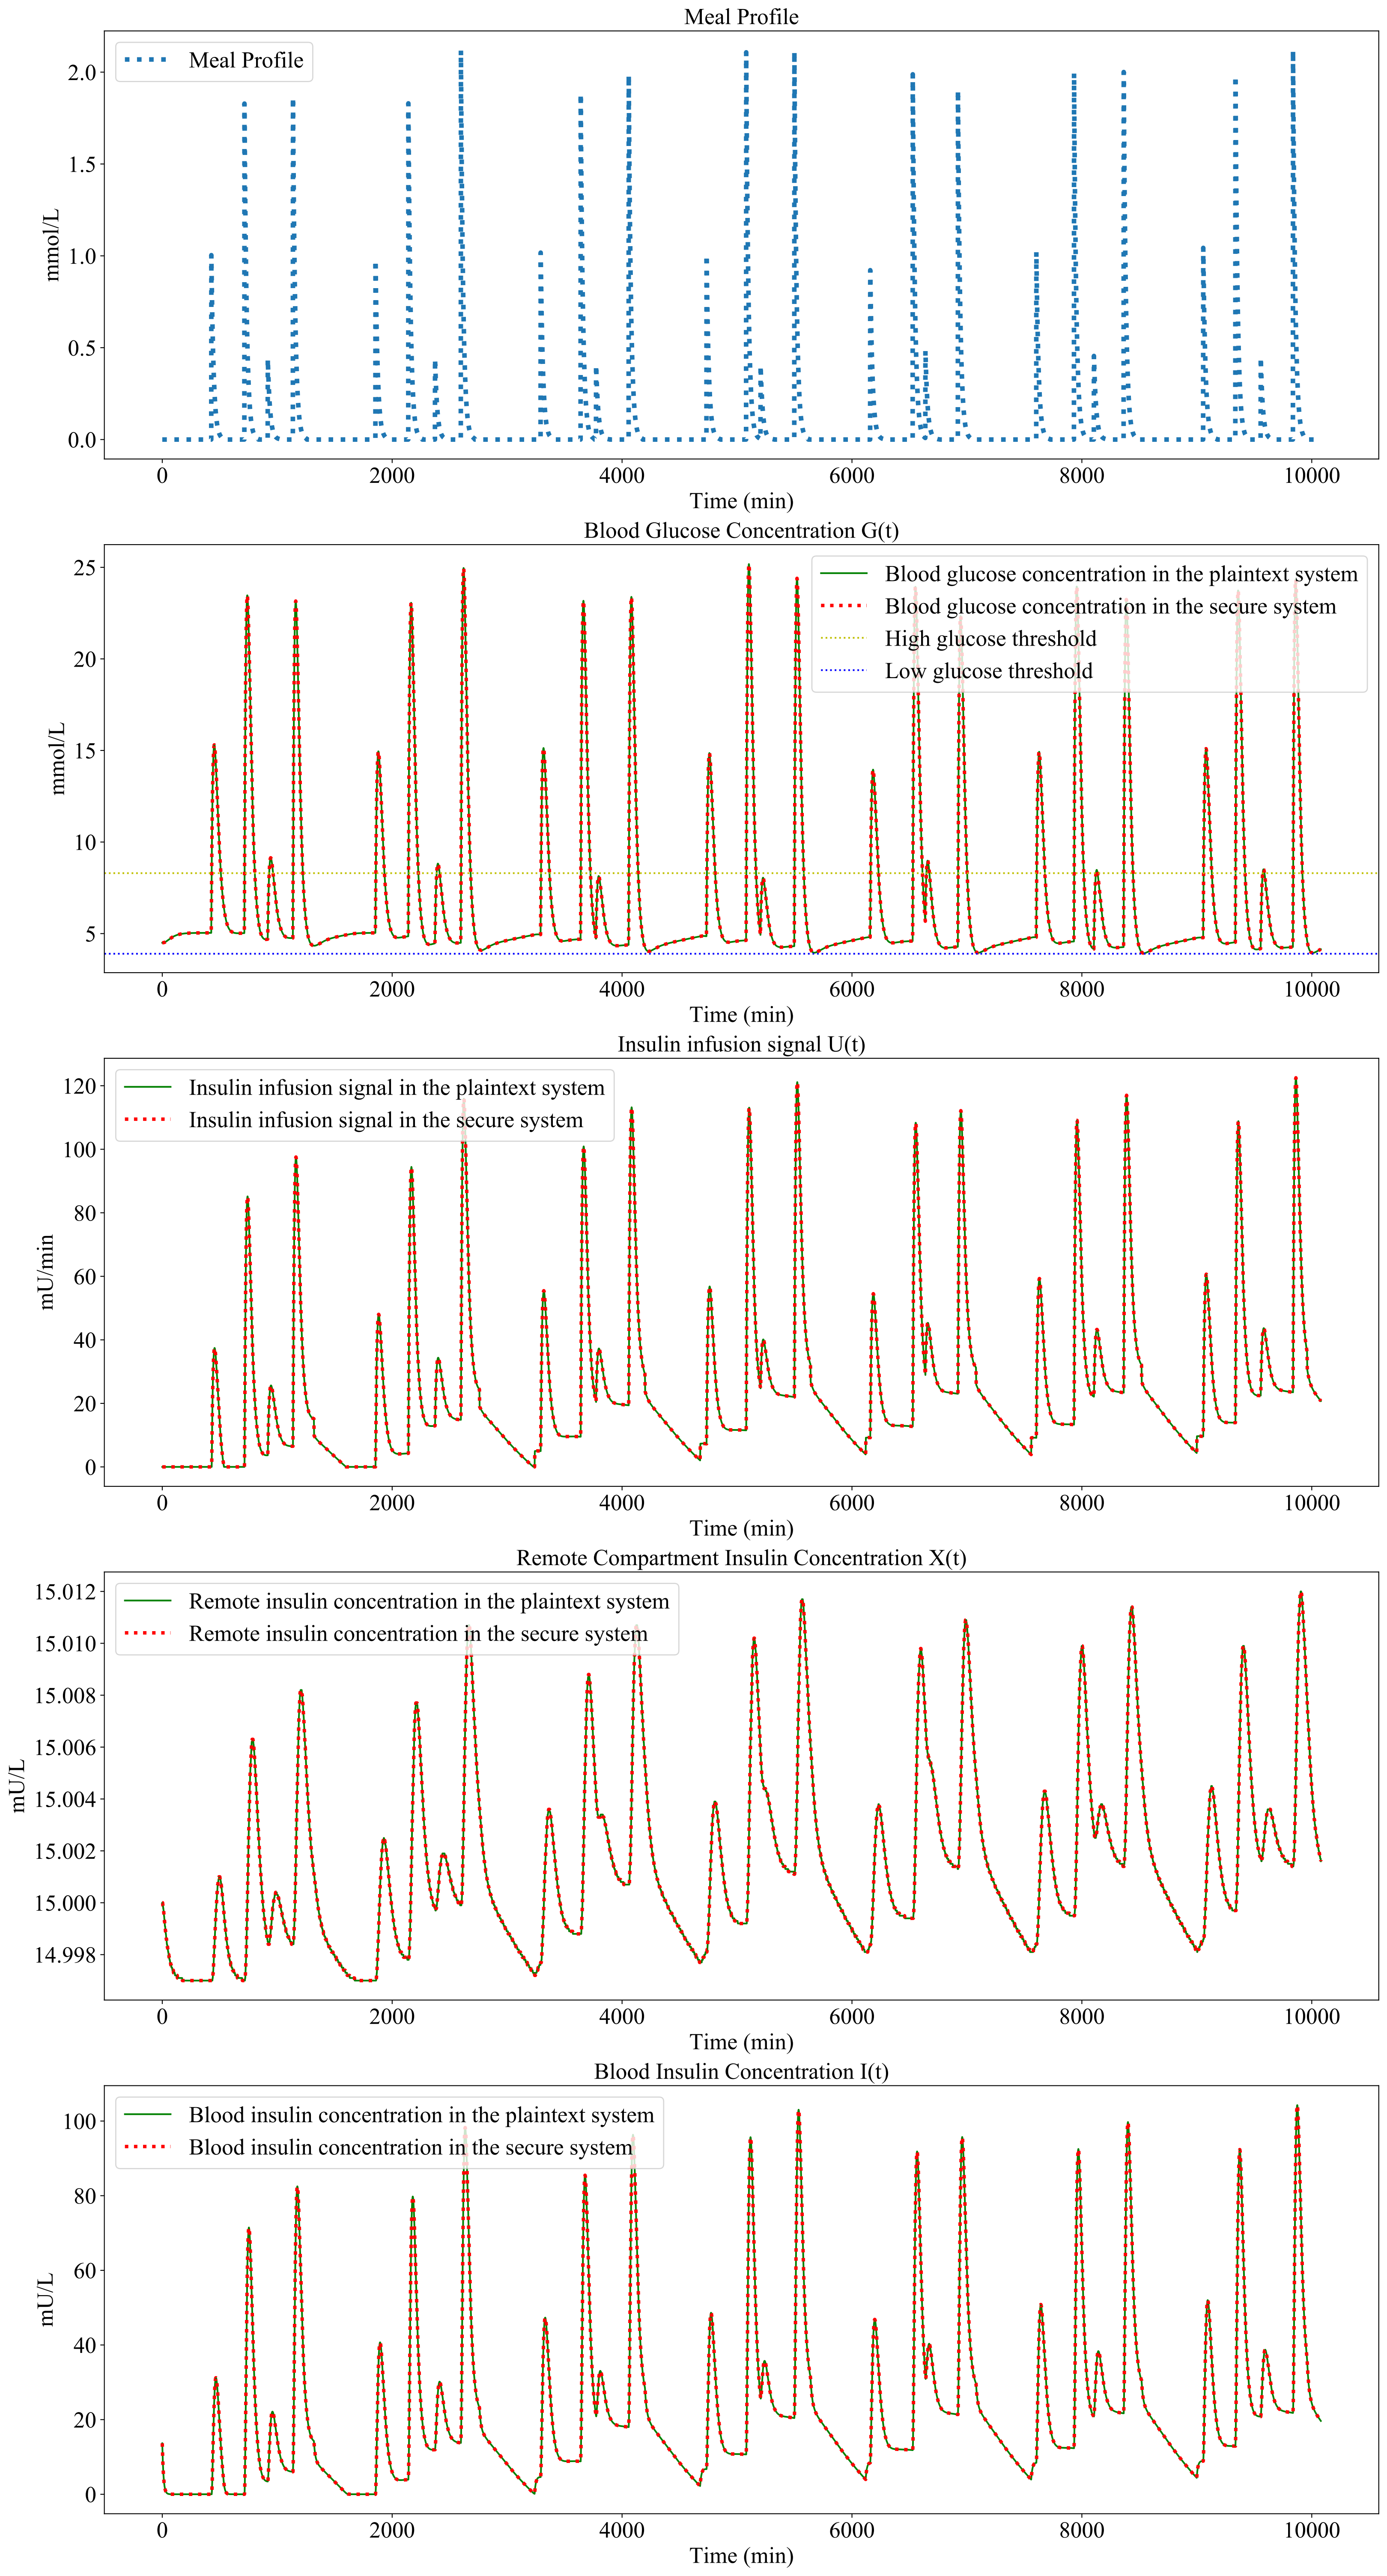 Meal Profile
Meal Profile
2.0
1.5
1.0
0.5
0.0
mmol/L
0 2000 4000 6000 8000 10000
Time (min)
Blood Glucose Concentration G(t)
Blood glucose concentration in the plaintext system
Blood glucose concentration in the secure system
High glucose threshold
Low glucose threshold
25
20
15
10
5
mmol/L
0 2000 4000 6000 8000 10000
Time (min)
Insulin infusion signal U(t)
Insulin infusion signal in the plaintext system
Insulin infusion signal in the secure system
120
100
80
60
40
20
0
mU/min
0 2000 4000 6000 8000 10000
Time (min)
Remote Compartment Insulin Concentration X(t)
Remote insulin concentration in the plaintext system
Remote insulin concentration in the secure system
15.012
15.010
15.008
15.006
15.004
15.002
15.000
14.998
mU/L
0 2000 4000 6000 8000 10000
Time (min)
Blood Insulin Concentration I(t)
Blood insulin concentration in the plaintext system
Blood insulin concentration in the secure system
100
80
60
40
20
0
mU/L
0 2000 4000 6000 8000 10000
Time (min)